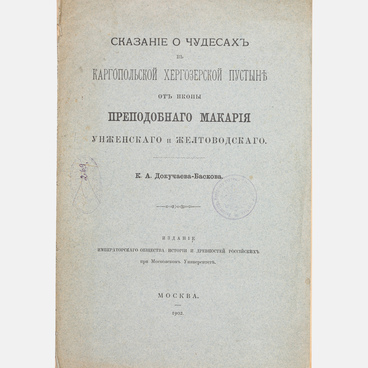 СКАЗАНІЕ О ЧУДЕСАХЪ
ВЪ
КАРГОПОЛЬСКОЙ ХЕРГОЗЕРСКОЙ ПУСТЫНѢ
ОТЪ ИКОНЫ
ПРЕПОДОБНАГО МАКАРІЯ
УНЖЕНСКАГО и ЖЕЛТОВОДСКАГО.
К. А. Докучаева-Баскова.
ИЗДАНІЕ
ИМПЕРАТОРСКАГО ОБЩЕСТВА ИСТОРІИ И ДРЕВНОСТЕЙ РОССІЙСКИХЪ
при Московскомъ Университетѣ.
МОСКВА.